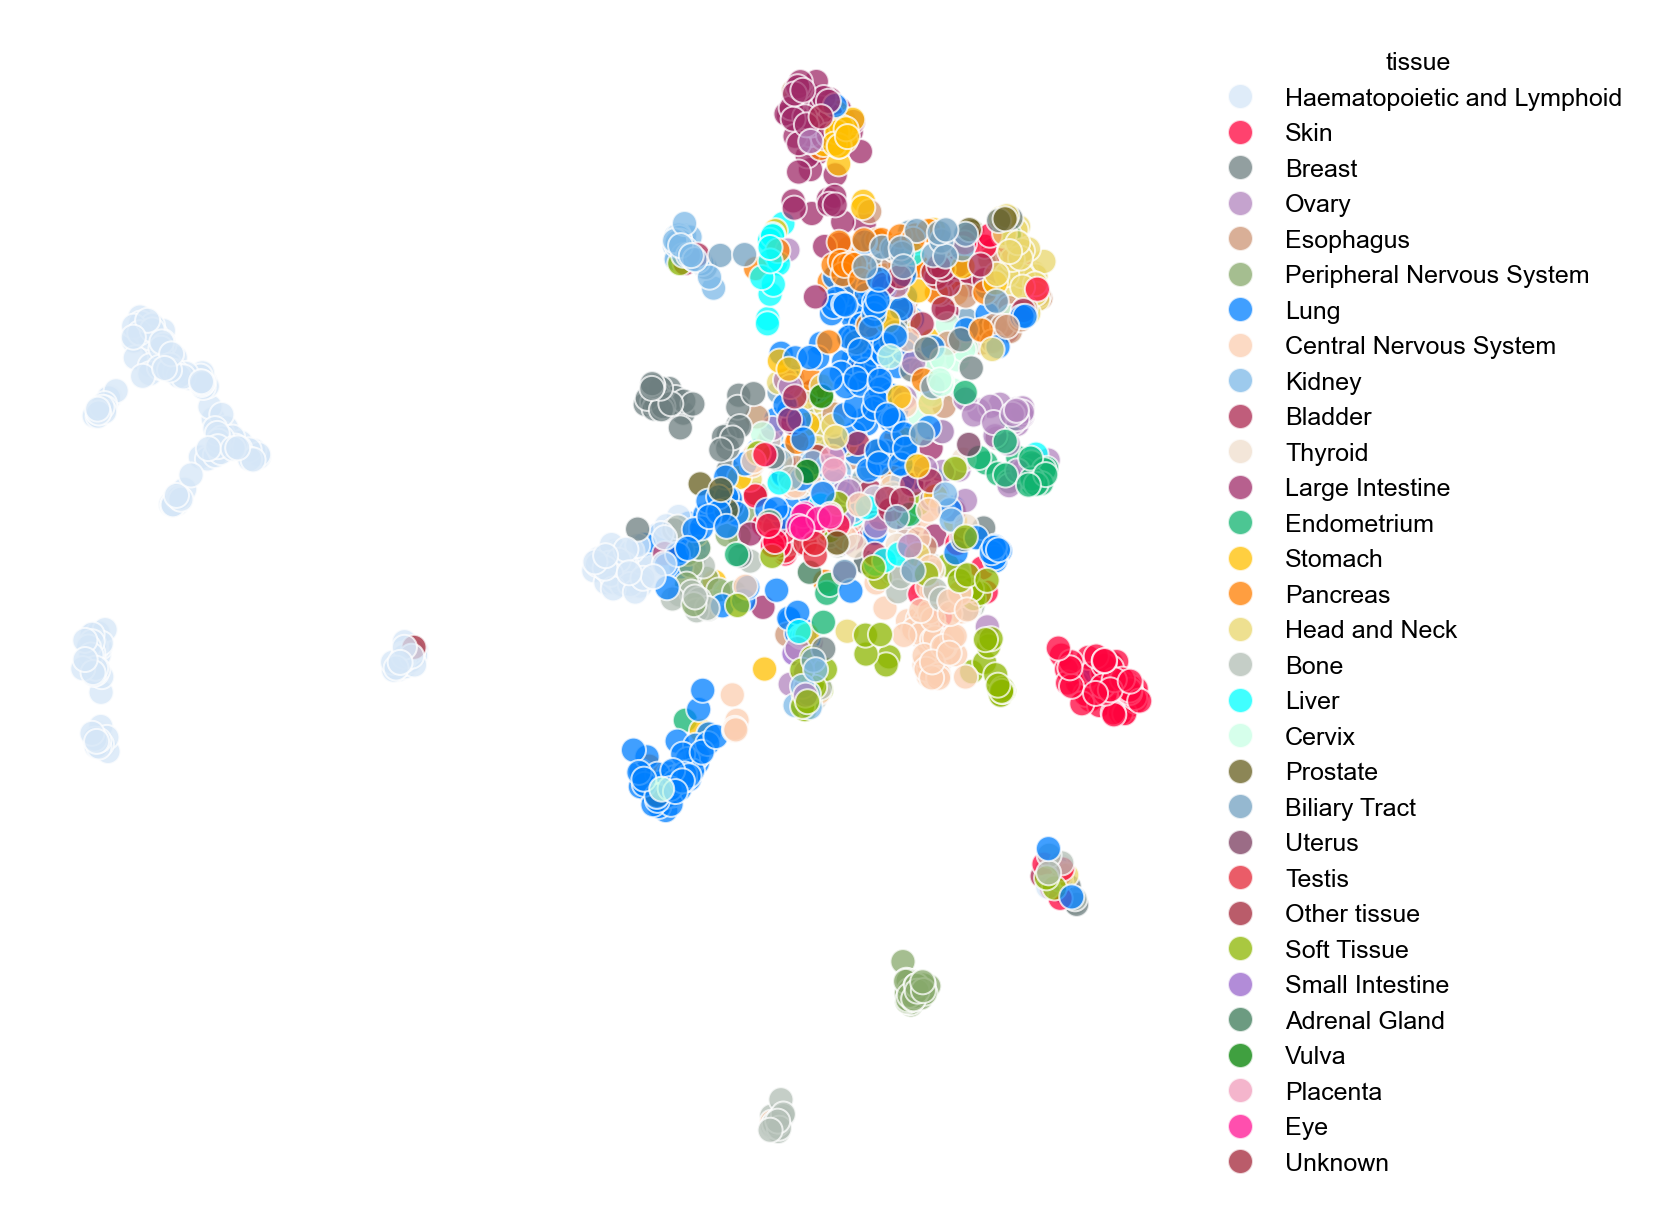 tissue
Haematopoietic and Lymphoid
Skin
Breast
Ovary
Esophagus
Peripheral Nervous System
Lung
Central Nervous System
Kidney
Bladder
Thyroid
Large Intestine
Endometrium
Stomach
Pancreas
Head and Neck
Bone
Liver
Cervix
Prostate
Biliary Tract
Uterus
Testis
Other tissue
Soft Tissue
Small Intestine
Adrenal Gland
Vulva
Placenta
Eye
Unknown